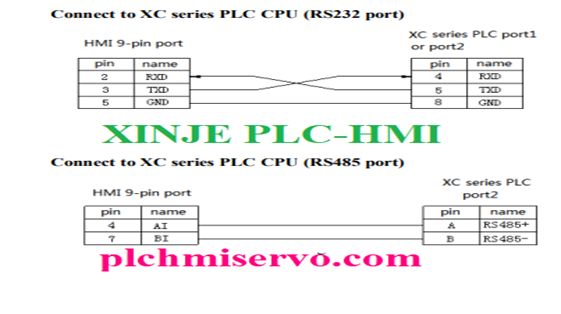 Connect to XC series PLC CPU (RS232 port)
HMI 9-pin port
XC series PLC port1
or port2
pin name
2 RXD
3 TXD
5 GND
pin name
4 RXD
5 TXD
8 GND
XINJE PLC-HMI
Connect to XC series PLC CPU (RS485 port)
HMI 9-pin port
XC series PLC
port2
pin name
4 AI
7 BI
pin name
A RS485+
B RS485-
plchmiservo.com